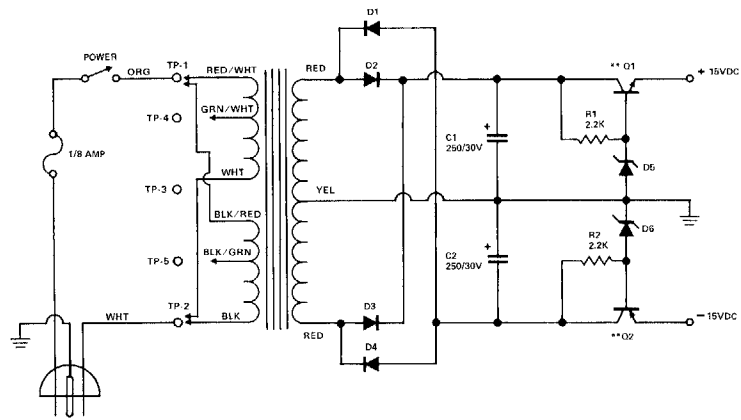 POWER
ORG
TP-1
RED/WHT
GRN/WHT
TP-4
WHT
1/8 AMP
TP-3
BLK/RED
BLK/GRN
TP-5
TP-2
WHT
BLK
RED
YEL
RED
D1
D2
D3
D4
C1
250/30V
+
C2
250/30V
+
**Q1
+ 15VDC
R1
2.2K
D5
D6
R2
2.2K
**Q2
- 15VDC